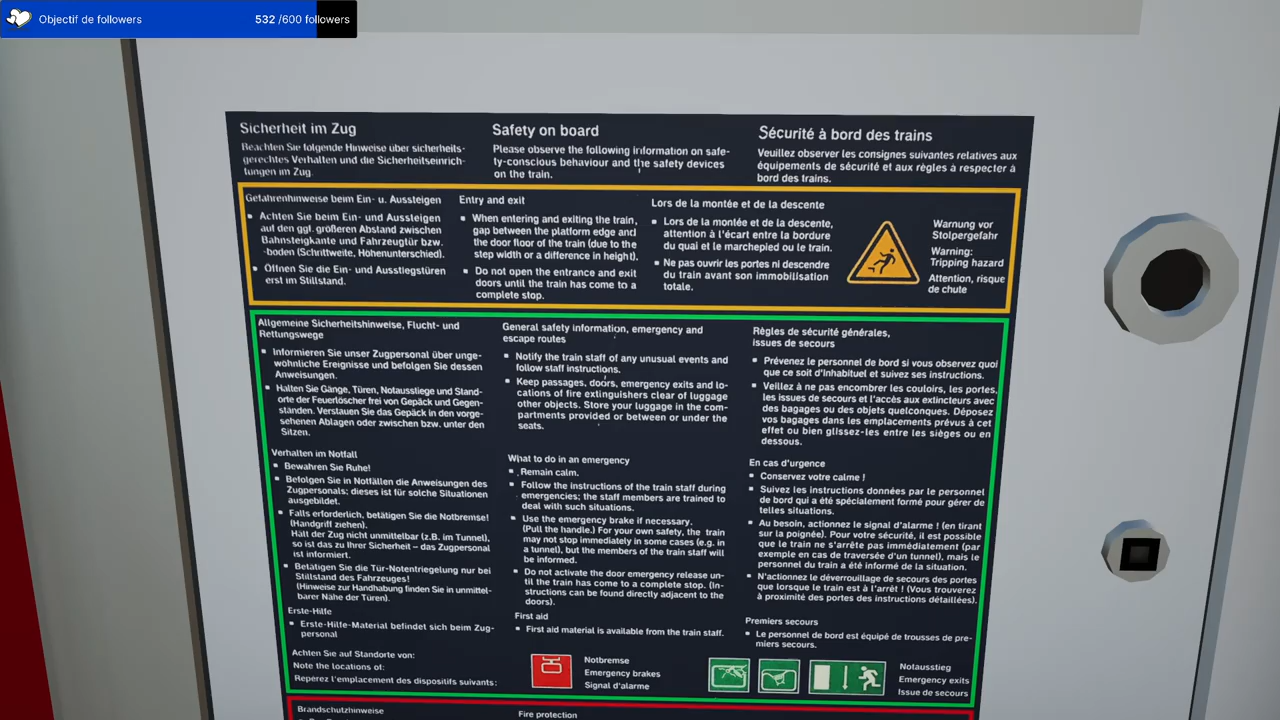 Objectif de followers
532 /600 followers
Sicherheit im Zug
Beachten Sie folgende Hinweise über sicherheits-
gerechtes Verhalten und die Sicherheitseinrich-
tungen im Zug.
Safety on board
Please observe the following information on safe-
ty-conscious behaviour and the safety devices
on the train.
Sécurité à bord des trains
Veuillez observer les consignes suivantes relatives aux
équipements de sécurité et aux règles à respecter à
bord des trains.
Gefahrenhinweise beim Ein- u. Aussteigen
Achten Sie beim Ein- und Aussteigen
auf den ggf. größeren Abstand zwischen
Bahnsteigkante und Fahrzeugtür bzw.
-boden (Schrittweite, Höhenunterschied).
Öffnen Sie die Ein- und Ausstiegstüren
erst im Stillstand.
Entry and exit
When entering and exiting the train,
gap between the platform edge and
the door floor of the train (due to the
step width or a difference in height).
Do not open the entrance and exit
doors until the train has come to a
complete stop.
Lors de la montée et de la descente
Lors de la montée et de la descente,
attention à l'écart entre la bordure
du quai et le marchepied ou le train.
Ne pas ouvrir les portes ni descendre
du train avant son immobilisation
totale.
Warnung vor
Stolpergefahr
Warning:
Tripping hazard
Attention, risque
de chute
Allgemeine Sicherheitshinweise, Flucht- und
Rettungswege
Informieren Sie unser Zugpersonal über unge-
wöhnliche Ereignisse und befolgen Sie dessen
Anweisungen.
Halten Sie Gänge, Türen, Notausstiege und Stand-
orte der Feuerlöscher frei von Gepäck und Gegen-
ständen. Verstauen Sie das Gepäck in den vorge-
sehenen Ablagen oder zwischen bzw. unter den
Sitzen.
General safety information, emergency and
escape routes
Notify the train staff of any unusual events and
follow staff instructions.
Keep passages, doors, emergency exits and lo-
cations of fire extinguishers clear of luggage
other objects. Store your luggage in the com-
partments provided or between or under the
seats.
Règles de sécurité générales,
issues de secours
Prévenez le personnel de bord si vous observez quoi
que ce soit d'inhabituel et suivez ses instructions.
Veillez à ne pas encombrer les couloirs, les portes,
les issues de secours et l'accès aux extincteurs avec
des bagages ou des objets quelconques. Déposez
vos bagages dans les emplacements prévus à cet
effet ou bien glissez-les entre les sièges ou en
dessous.
Verhalten im Notfall
Bewahren Sie Ruhe!
Befolgen Sie in Notfällen die Anweisungen des
Zugpersonals; dieses ist für solche Situationen
ausgebildet.
Falls erforderlich, betätigen Sie die Notbremse!
(Handgriff ziehen).
Hält der Zug nicht unmittelbar (z.B. im Tunnel),
so ist das zu Ihrer Sicherheit – das Zugpersonal
ist informiert.
Betätigen Sie die Tür-Notentriegelung nur bei
Stillstand des Fahrzeuges!
(Hinweise zur Handhabung finden Sie in unmittel-
barer Nähe der Türen).
What to do in an emergency
Remain calm.
Follow the instructions of the train staff during
emergencies; the staff members are trained to
deal with such situations.
Use the emergency brake if necessary.
(Pull the handle.) For your own safety, the train
may not stop immediately in some cases (e.g. in
a tunnel), but the members of the train staff will
be informed.
Do not activate the door emergency release un-
til the train has come to a complete stop. (In-
structions can be found directly adjacent to the
doors).
En cas d'urgence
Conservez votre calme !
Suivez les instructions données par le personnel
de bord qui a été spécialement formé pour gérer de
telles situations.
Au besoin, actionnez le signal d'alarme ! (en tirant
sur la poignée). Pour votre sécurité, il est possible
que le train ne s'arrête pas immédiatement (par
exemple en cas de traversée d'un tunnel), mais le
personnel du train a été informé de la situation.
N'actionnez le déverrouillage de secours des portes
que lorsque le train est à l'arrêt ! (Vous trouverez
à proximité des portes des instructions détaillées).
Erste-Hilfe
Erste-Hilfe-Material befindet sich beim Zug-
personal
First aid
First aid material is available from the train staff.
Premiers secours
Le personnel de bord est équipé de trousses de pre-
miers secours.
Achten Sie auf Standorte von:
Note the locations of:
Repérez l'emplacement des dispositifs suivants:
Notbremse
Emergency brakes
Signal d'alarme
Notausstieg
Emergency exits
Issue de secours
Brandschutzhinweise
Fire protection